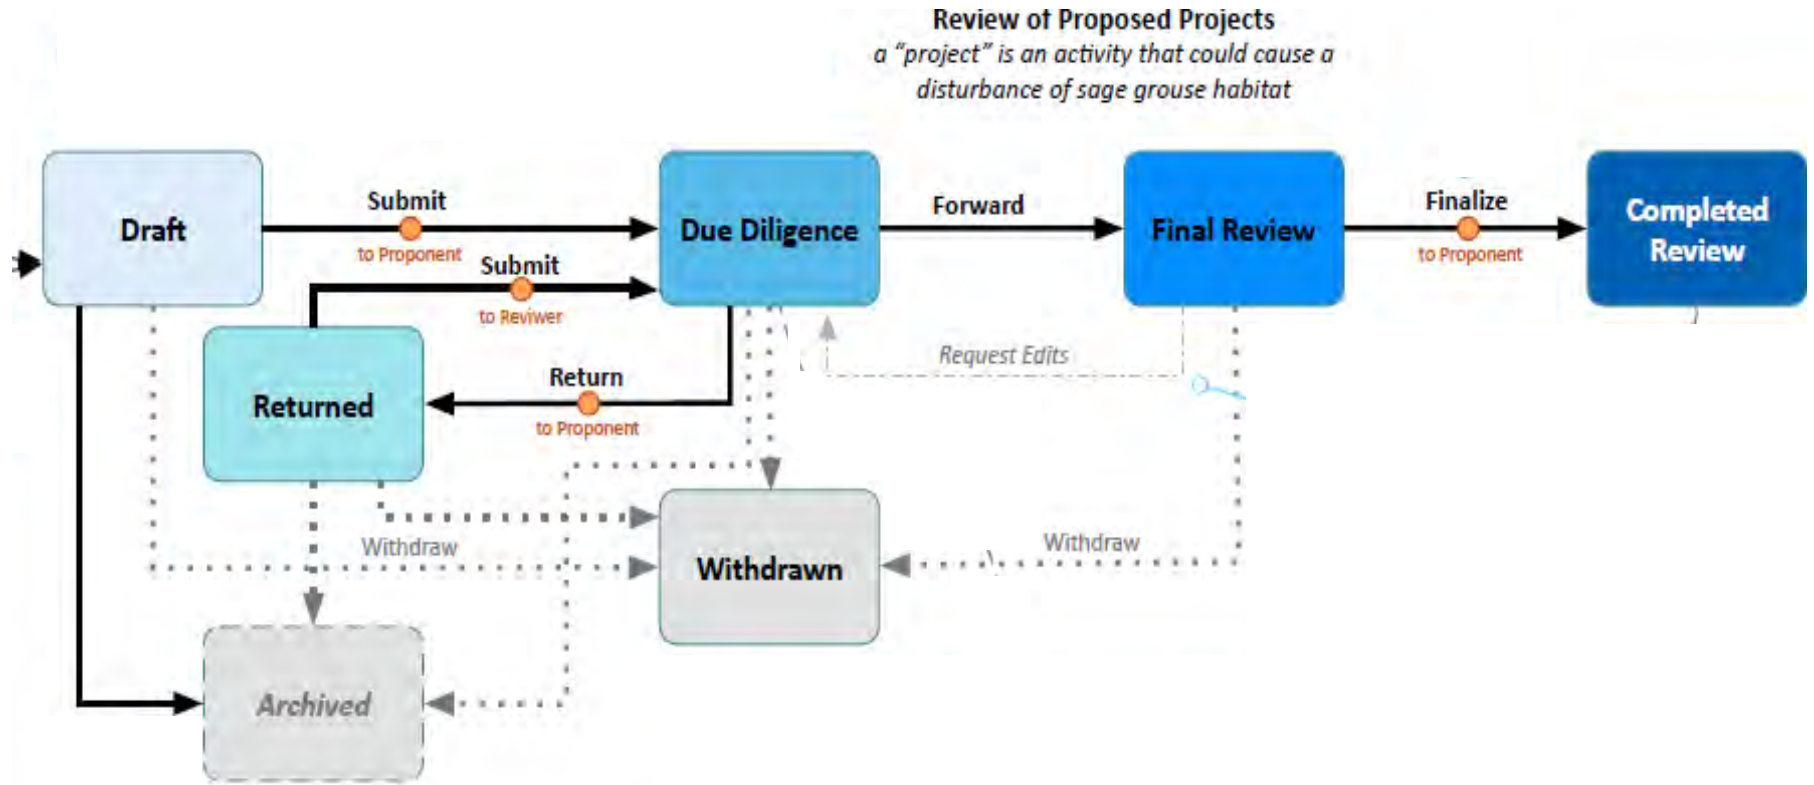 Review of Proposed Projects
a “project” is an activity that could cause a
disturbance of sage grouse habitat
Draft
Submit
to Proponent
Due Diligence
Forward
Final Review
Finalize
to Proponent
Completed
Review
Submit
to Reviwer
Returned
Return
to Proponent
Request Edits
Withdraw
Withdrawn
Withdraw
Archived